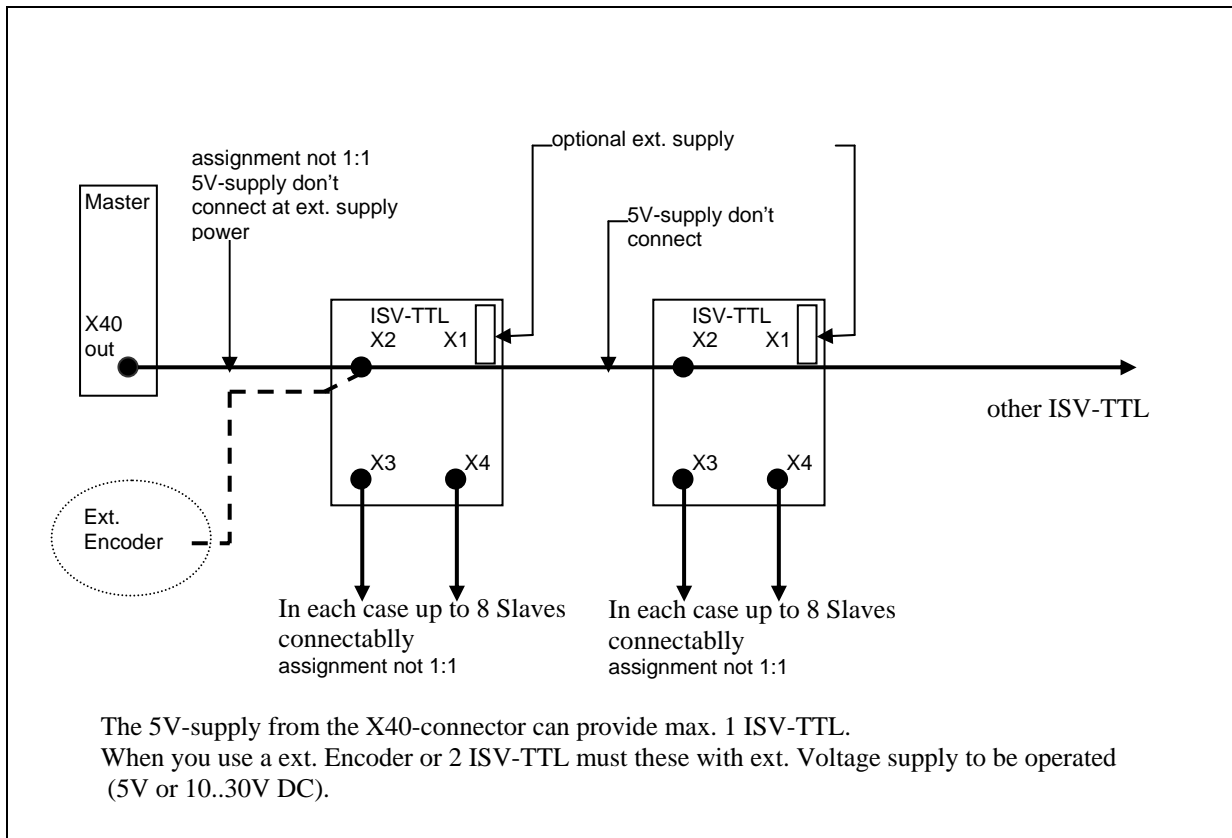 optional ext. supply
assignment not 1:1
5V-supply don't
connect at ext. supply
power
Master
5V-supply don't
connect
X40
out
ISV-TTL
X2
X1
ISV-TTL
X2
X1
other ISV-TTL
X3
X4
X3
X4
Ext.
Encoder
In each case up to 8 Slaves
connectablly
assignment not 1:1
In each case up to 8 Slaves
connectablly
assignment not 1:1
The 5V-supply from the X40-connector can provide max. 1 ISV-TTL.
When you use a ext. Encoder or 2 ISV-TTL must these with ext. Voltage supply to be operated
(5V or 10..30V DC).